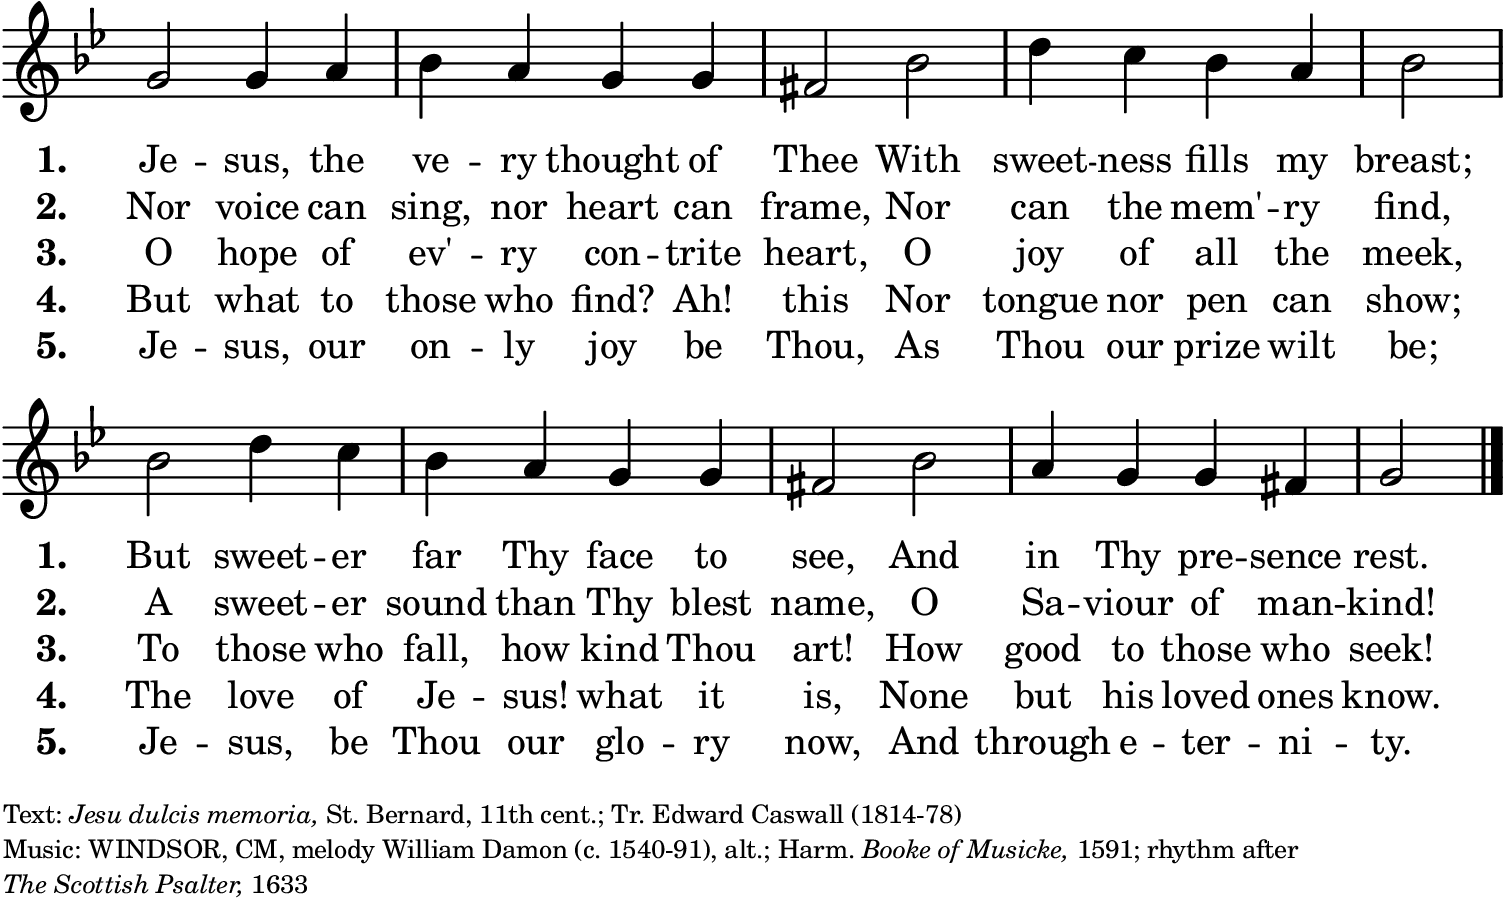 1. Je - sus, the ve - ry thought of Thee With sweet - ness fills my breast;
2. Nor voice can sing, nor heart can frame, Nor can the mem' - ry find,
3. O hope of ev' - ry con - trite heart, O joy of all the meek,
4. But what to those who find? Ah! this Nor tongue nor pen can show;
5. Je - sus, our on - ly joy be Thou, As Thou our prize wilt be;
1. But sweet - er far Thy face to see, And in Thy pre - sence rest.
2. A sweet - er sound than Thy blest name, O Sa - viour of man - kind!
3. To those who fall, how kind Thou art! How good to those who seek!
4. The love of Je - sus! what it is, None but his loved ones know.
5. Je - sus, be Thou our glo - ry now, And through e - ter - ni - ty.
Text: Jesu dulcis memoria, St. Bernard, 11th cent.; Tr. Edward Caswall (1814-78)
Music: WINDSOR, CM, melody William Damon (c. 1540-91), alt.; Harm. Booke of Musicke, 1591; rhythm after
The Scottish Psalter, 1633